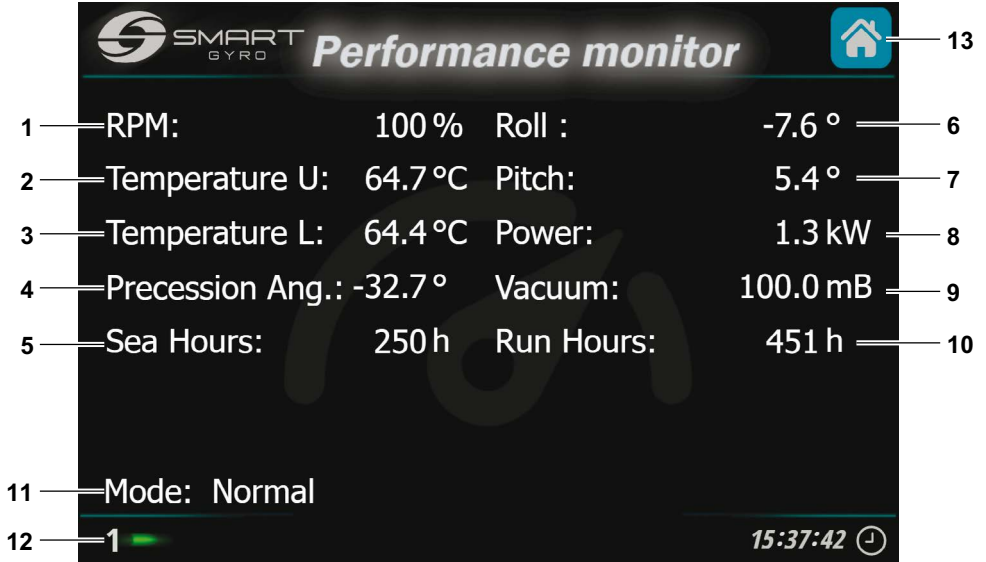 SMART
GYRO
Performance monitor
13
1 RPM: 100 % Roll : -7.6 ° 6
2 Temperature U: 64.7 °C Pitch: 5.4 ° 7
3 Temperature L: 64.4 °C Power: 1.3 kW 8
4 Precession Ang.: -32.7 ° Vacuum: 100.0 mB 9
5 Sea Hours: 250 h Run Hours: 451 h 10
11 Mode: Normal
12 1 15:37:42